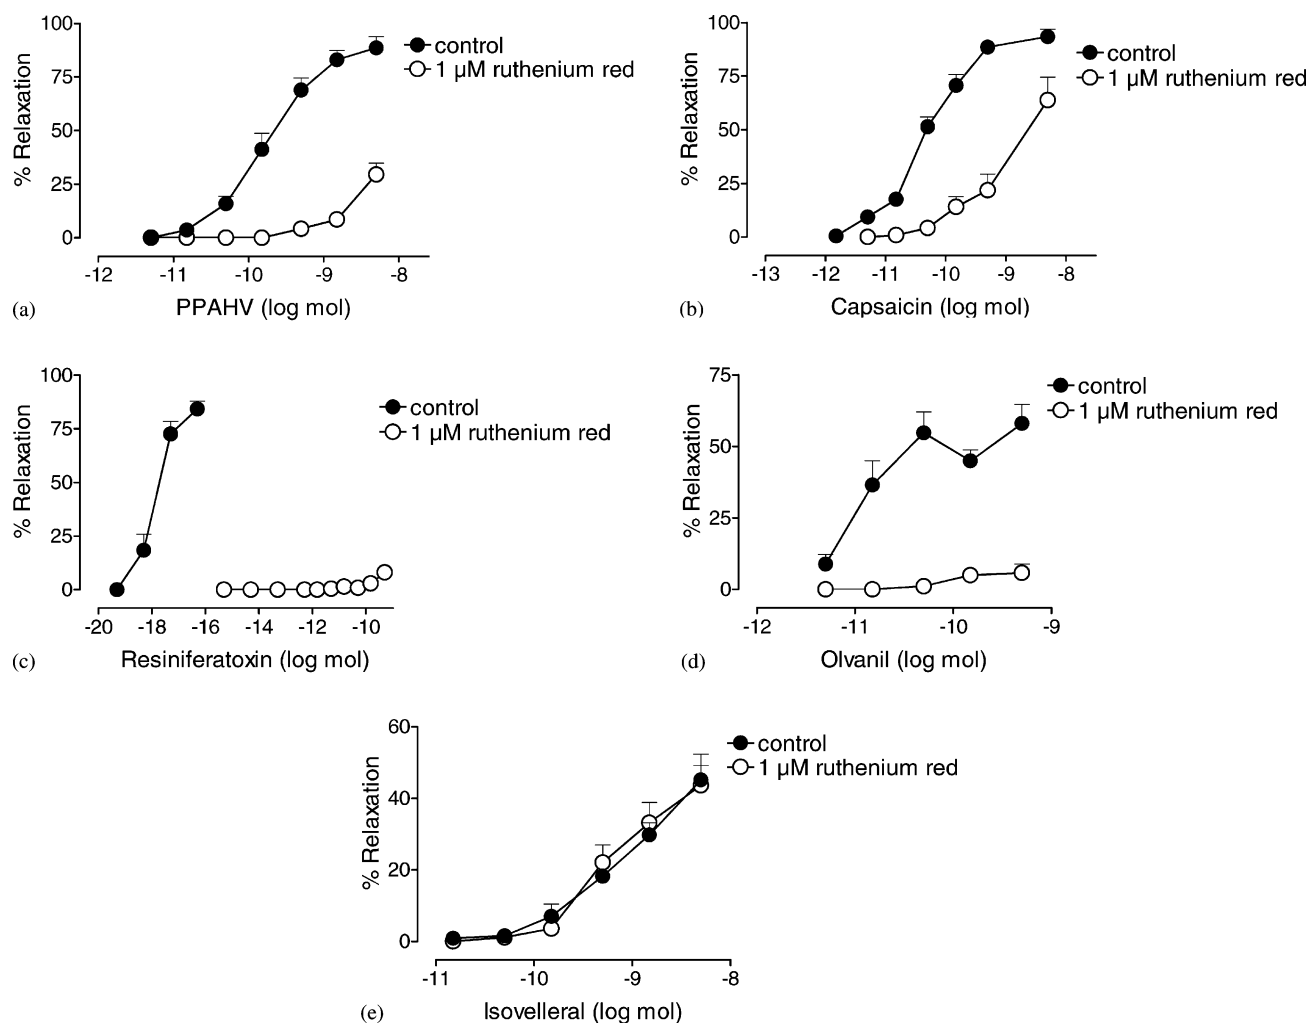 100
75
50
25
0
% Relaxation
control
1 µM ruthenium red
-12 -11 -10 -9 -8
PPAHV (log mol)
(a)
100
75
50
25
0
% Relaxation
control
1 µM ruthenium red
-13 -12 -11 -10 -9 -8
Capsaicin (log mol)
(b)
100
75
50
25
0
% Relaxation
control
1 µM ruthenium red
-20 -18 -16 -14 -12 -10
Resiniferatoxin (log mol)
(c)
75
50
25
0
% Relaxation
control
1 µM ruthenium red
-12 -11 -10 -9
Olvanil (log mol)
(d)
60
40
20
0
% Relaxation
control
1 µM ruthenium red
-11 -10 -9 -8
Isovelleral (log mol)
(e)